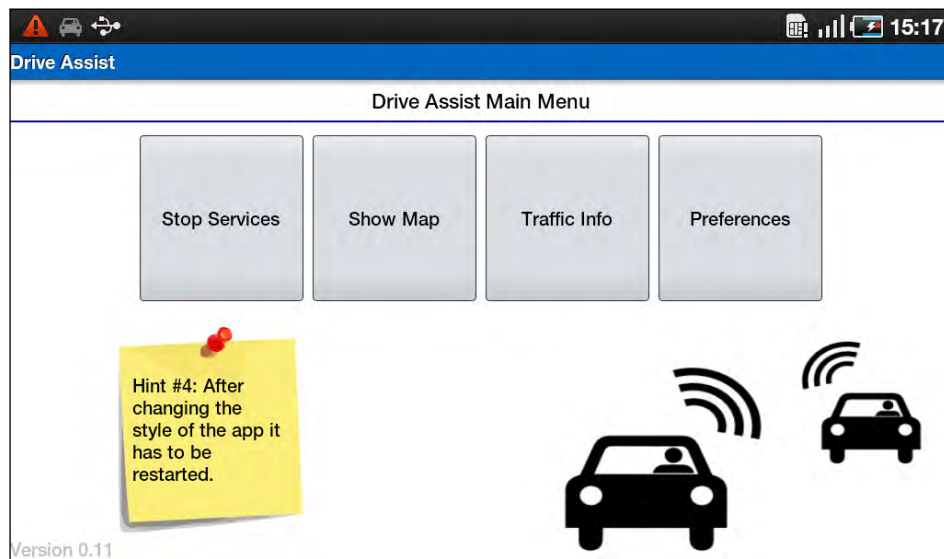 15:17
Drive Assist
Drive Assist Main Menu
Stop Services
Show Map
Traffic Info
Preferences
Hint #4: After
changing the
style of the app it
has to be
restarted.
Version 0.11